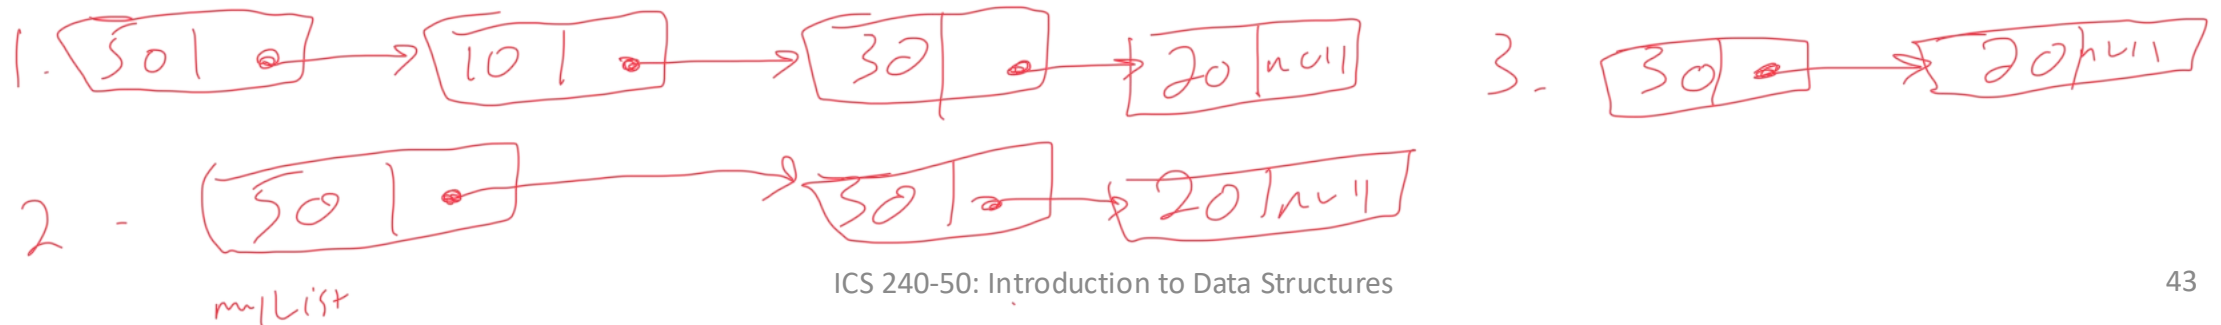 1. 50 10 30 20 null
3. 30 20 null
2 - 50 30 20 null
myList
ICS 240-50: Introduction to Data Structures
43